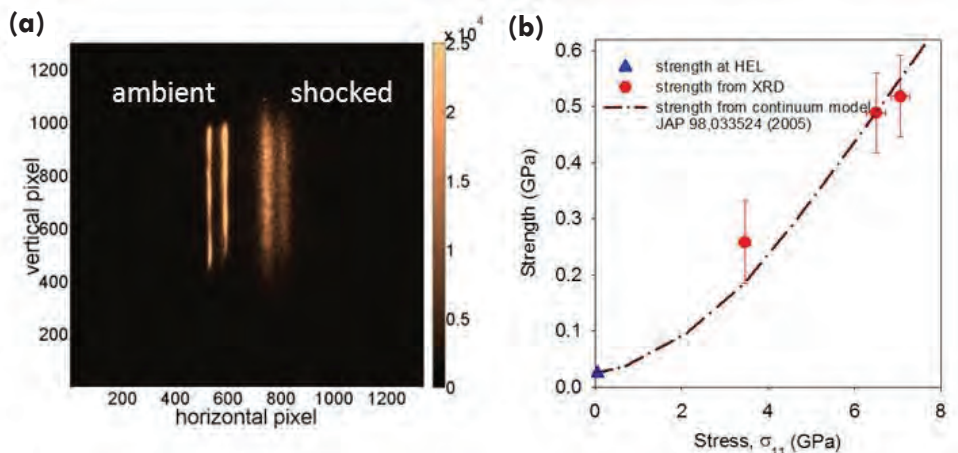 (a)
×10⁴
ambient
shocked
1200
1000
800
600
400
200
vertical pixel
200 400 600 800 1000 1200
horizontal pixel
2.5
2
1.5
1
0.5
0
(b)
strength at HEL
strength from XRD
strength from continuum model
JAP 98,033524 (2005)
0.6
0.5
0.4
0.3
0.2
0.1
0.0
Strength (GPa)
0 2 4 6 8
Stress, σ₁₁ (GPa)